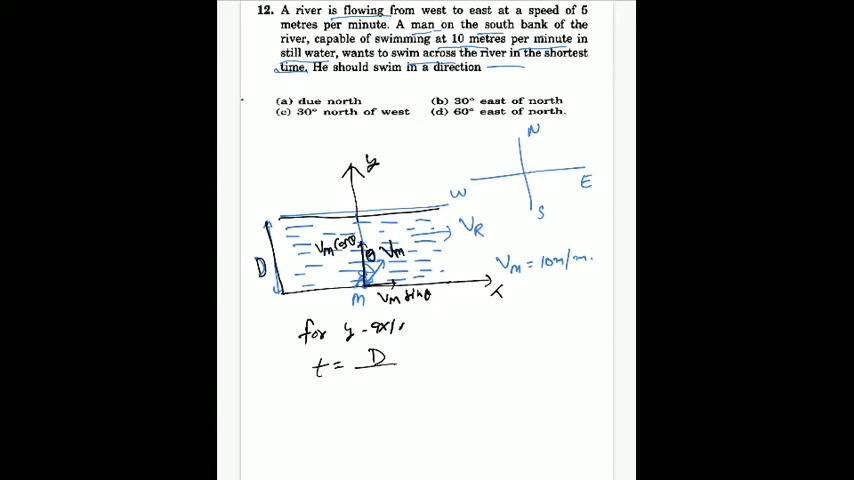 12. A river is flowing from west to east at a speed of 5
metres per minute. A man on the south bank of the
river, capable of swimming at 10 metres per minute in
still water, wants to swim across the river in the shortest
time. He should swim in a direction
(a) due north (b) 30° east of north
(c) 30° north of west (d) 60° east of north.
N
W E
S
y
V_R
V_m cosθ θ V_m
D
V_m = 10m/m.
M V_m sinθ x
for y-axis
t = D